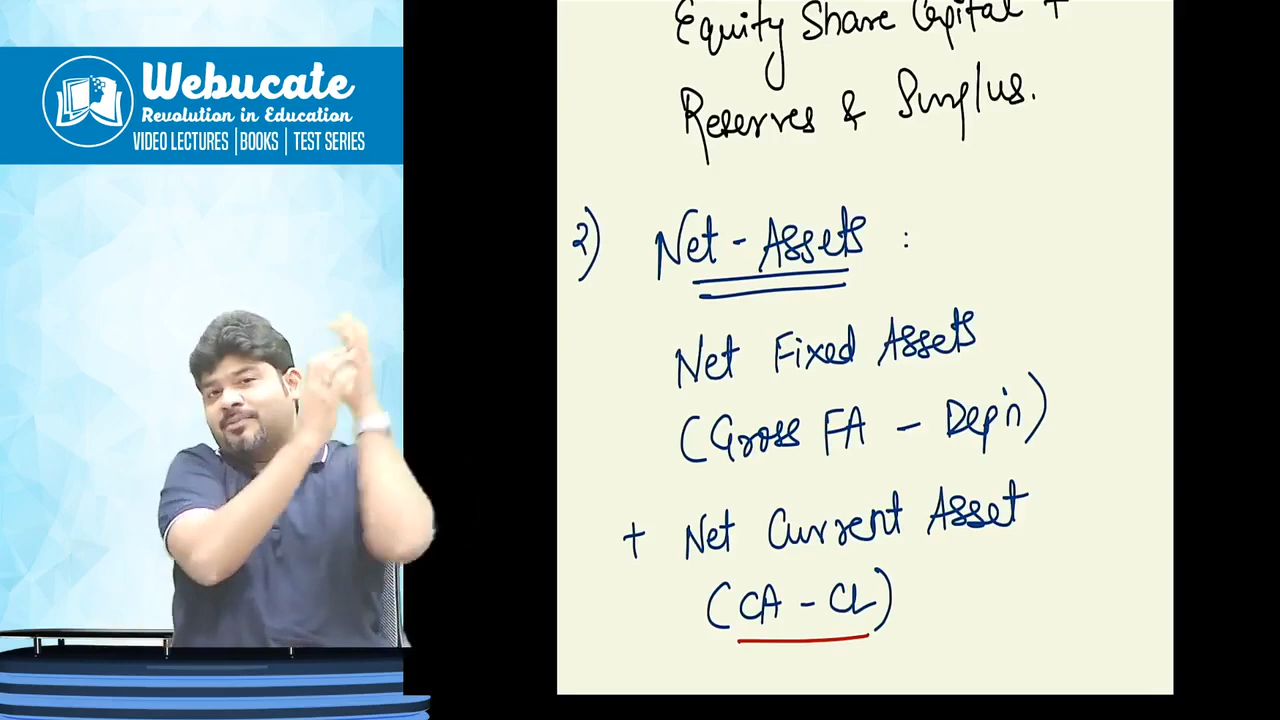 Webucate
Revolution in Education
VIDEO LECTURES | BOOKS | TEST SERIES
Equity Share Capital +
Reserves & Surplus.
2) Net - Assets :
Net Fixed Assets
(Gross FA - Dep'n)
+ Net Current Asset
(CA - CL)